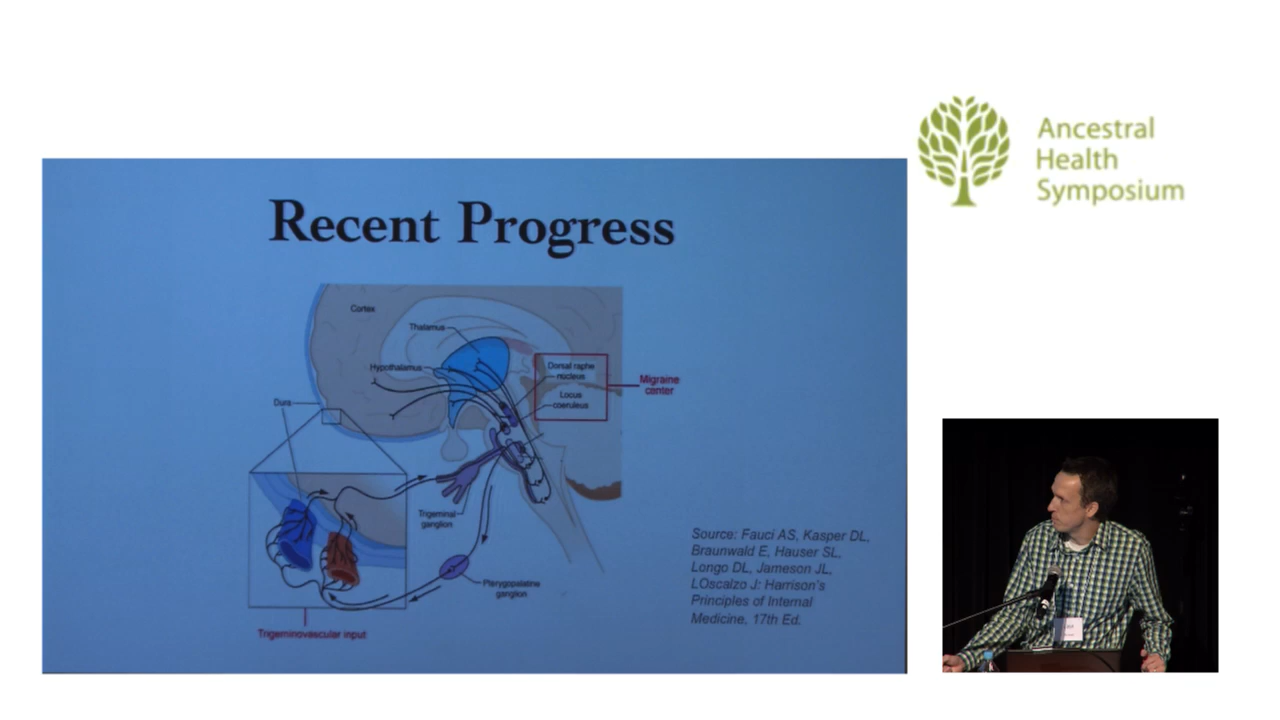 Ancestral
Health
Symposium
Recent Progress
Cortex
Thalamus
Hypothalamus
Dorsal raphe
nucleus
Locus
coeruleus
Migraine
center
Dura
Trigeminal
ganglion
Pterygopalatine
ganglion
Trigeminovascular input
Source: Fauci AS, Kasper DL,
Braunwald E, Hauser SL,
Longo DL, Jameson JL,
LOscalzo J: Harrison's
Principles of Internal
Medicine, 17th Ed.